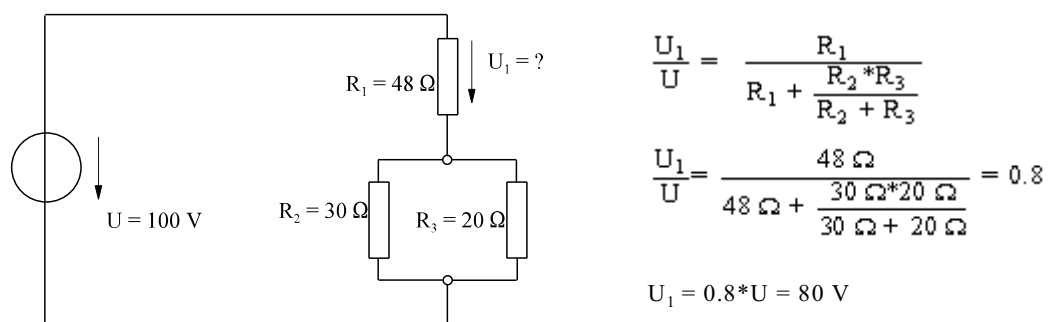 U₁ = ?
R₁ = 48 Ω
U = 100 V
R₂ = 30 Ω
R₃ = 20 Ω
U₁/U = R₁/(R₁ + R₂*R₃/(R₂ + R₃))
U₁/U = 48 Ω/(48 Ω + 30 Ω*20 Ω/(30 Ω + 20 Ω)) = 0.8
U₁ = 0.8*U = 80 V